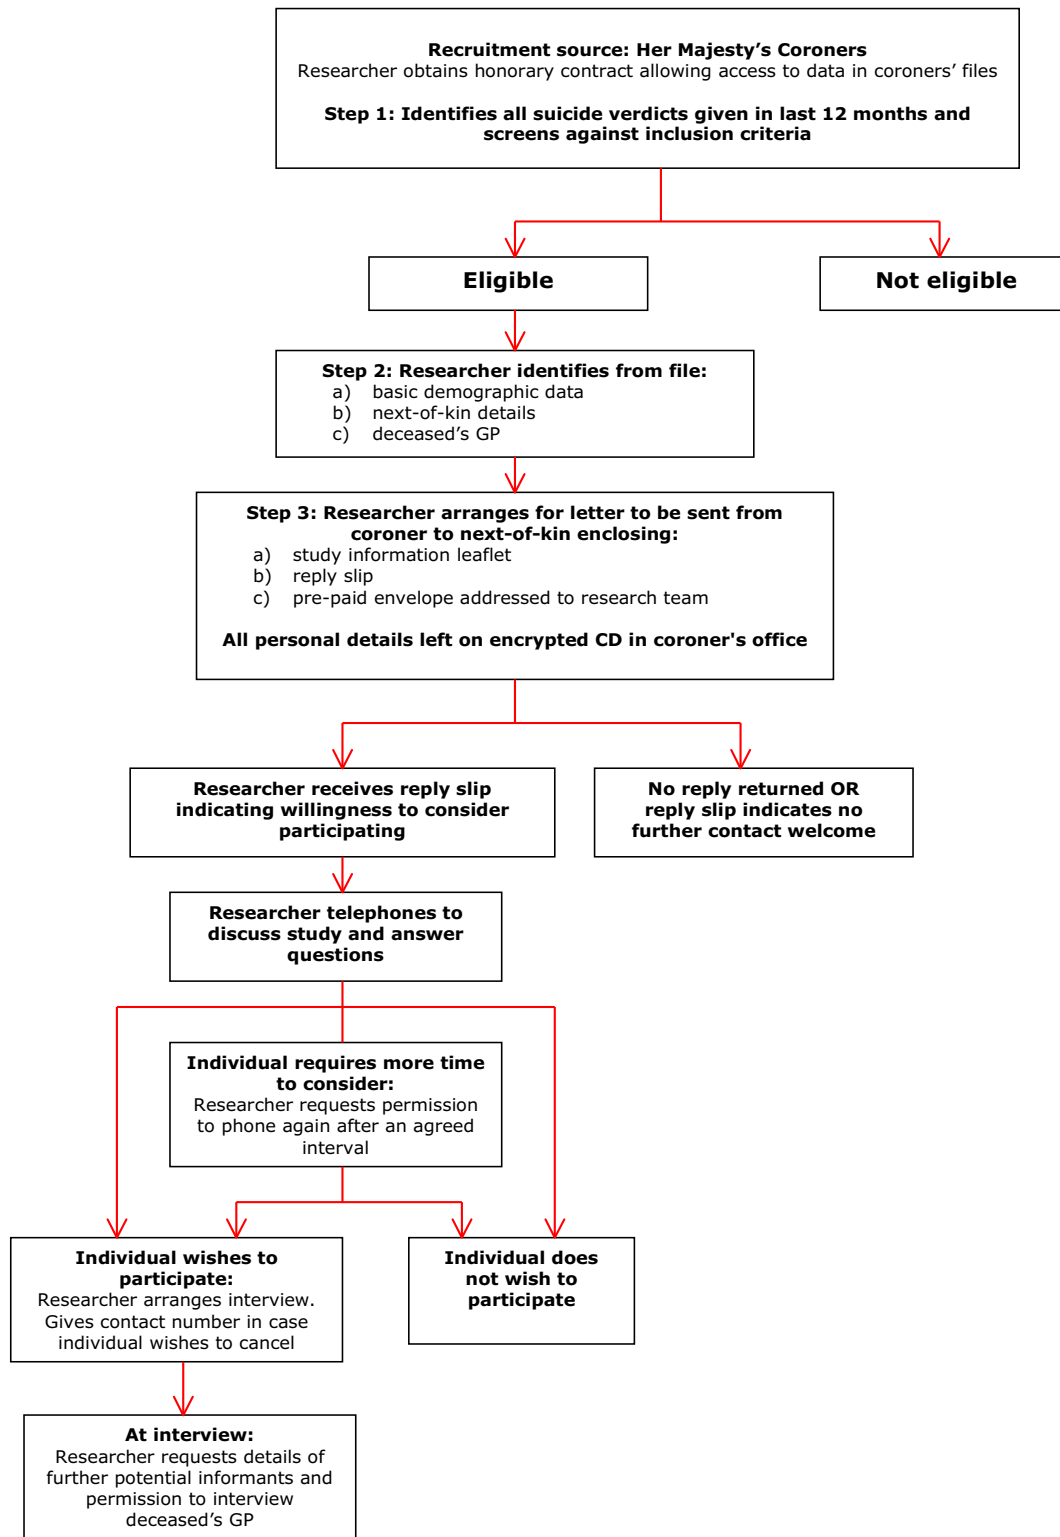 Recruitment source: Her Majesty’s Coroners
Researcher obtains honorary contract allowing access to data in coroners’ files
Step 1: Identifies all suicide verdicts given in last 12 months and
screens against inclusion criteria
Eligible
Not eligible
Step 2: Researcher identifies from file:
a) basic demographic data
b) next-of-kin details
c) deceased’s GP
Step 3: Researcher arranges for letter to be sent from
coroner to next-of-kin enclosing:
a) study information leaflet
b) reply slip
c) pre-paid envelope addressed to research team
All personal details left on encrypted CD in coroner's office
Researcher receives reply slip
indicating willingness to consider
participating
No reply returned OR
reply slip indicates no
further contact welcome
Researcher telephones to
discuss study and answer
questions
Individual requires more time
to consider:
Researcher requests permission
to phone again after an agreed
interval
Individual wishes to
participate:
Researcher arranges interview.
Gives contact number in case
individual wishes to cancel
Individual does
not wish to
participate
At interview:
Researcher requests details of
further potential informants and
permission to interview
deceased’s GP